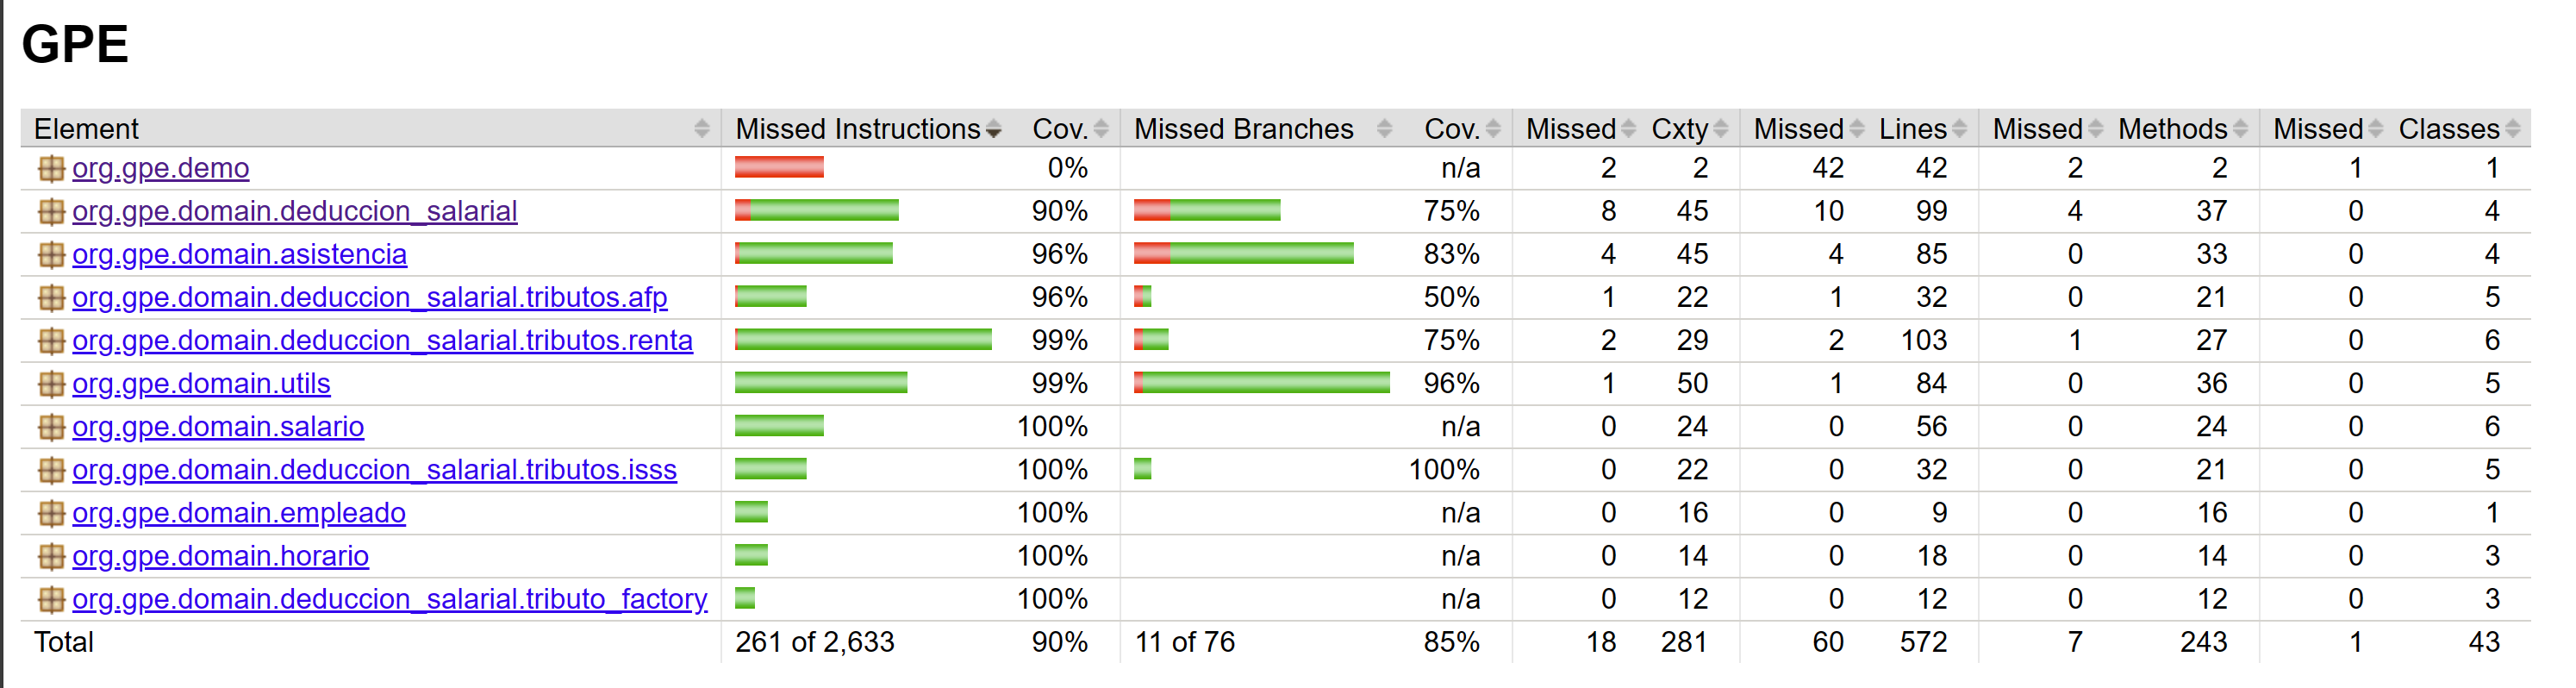 GPE
Element Missed Instructions Cov. Missed Branches Cov. Missed Cxty Missed Lines Missed Methods Missed Classes
org.gpe.demo 0% n/a 2 2 42 42 2 2 1 1
org.gpe.domain.deduccion_salarial 90% 75% 8 45 10 99 4 37 0 4
org.gpe.domain.asistencia 96% 83% 4 45 4 85 0 33 0 4
org.gpe.domain.deduccion_salarial.tributos.afp 96% 50% 1 22 1 32 0 21 0 5
org.gpe.domain.deduccion_salarial.tributos.renta 99% 75% 2 29 2 103 1 27 0 6
org.gpe.domain.utils 99% 96% 1 50 1 84 0 36 0 5
org.gpe.domain.salario 100% n/a 0 24 0 56 0 24 0 6
org.gpe.domain.deduccion_salarial.tributos.isss 100% 100% 0 22 0 32 0 21 0 5
org.gpe.domain.empleado 100% n/a 0 16 0 9 0 16 0 1
org.gpe.domain.horario 100% n/a 0 14 0 18 0 14 0 3
org.gpe.domain.deduccion_salarial.tributo_factory 100% n/a 0 12 0 12 0 12 0 3
Total 261 of 2,633 90% 11 of 76 85% 18 281 60 572 7 243 1 43